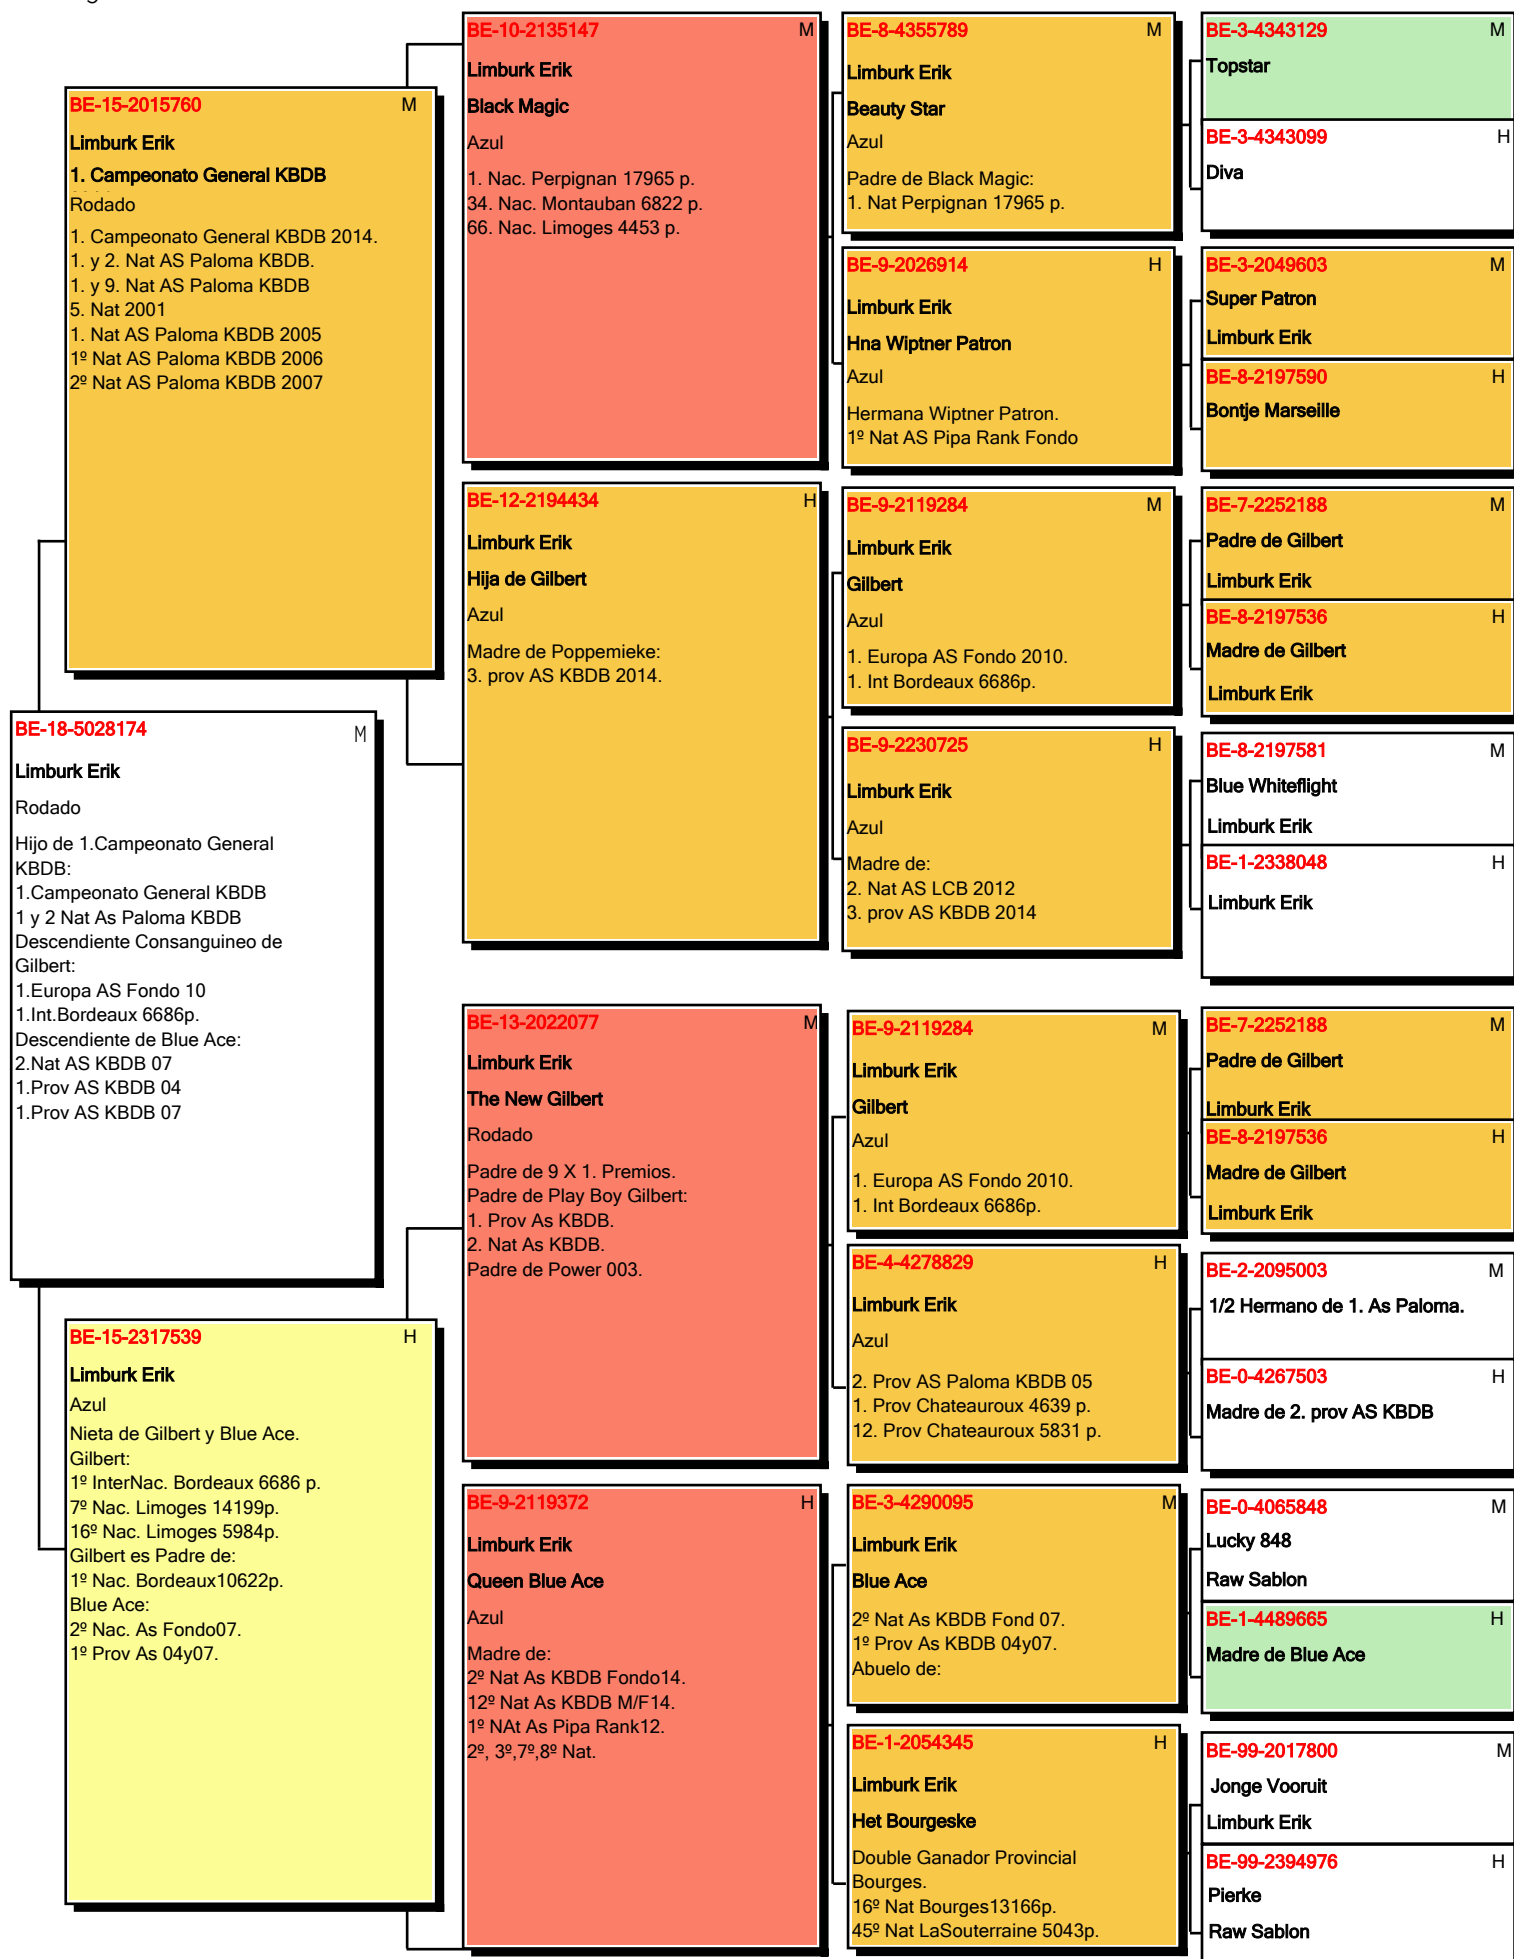 BE-18-5028174 M
Limburk Erik
Rodado
Hijo de 1.Campeonato General
KBDB:
1.Campeonato General KBDB
1 y 2 Nat As Paloma KBDB
Descendiente Consanguineo de
Gilbert:
1.Europa AS Fondo 10
1.Int.Bordeaux 6686p.
Descendiente de Blue Ace:
2.Nat AS KBDB 07
1.Prov AS KBDB 04
1.Prov AS KBDB 07
BE-15-2015760 M
Limburk Erik
1. Campeonato General KBDB
Rodado
1. Campeonato General KBDB 2014.
1. y 2. Nat AS Paloma KBDB.
1. y 9. Nat AS Paloma KBDB
5. Nat 2001
1. Nat AS Paloma KBDB 2005
1º Nat AS Paloma KBDB 2006
2º Nat AS Paloma KBDB 2007
BE-15-2317539 H
Limburk Erik
Azul
Nieta de Gilbert y Blue Ace.
Gilbert:
1º InterNac. Bordeaux 6686 p.
7º Nac. Limoges 14199p.
16º Nac. Limoges 5984p.
Gilbert es Padre de:
1º Nac. Bordeaux10622p.
Blue Ace:
2º Nac. As Fondo07.
1º Prov As 04y07.
BE-10-2135147 M
Limburk Erik
Black Magic
Azul
1. Nac. Perpignan 17965 p.
34. Nac. Montauban 6822 p.
66. Nac. Limoges 4453 p.
BE-12-2194434 H
Limburk Erik
Hija de Gilbert
Azul
Madre de Poppemieke:
3. prov AS KBDB 2014.
BE-13-2022077 M
Limburk Erik
The New Gilbert
Rodado
Padre de 9 X 1. Premios.
Padre de Play Boy Gilbert:
1. Prov As KBDB.
2. Nat As KBDB.
Padre de Power 003.
BE-9-2119372 H
Limburk Erik
Queen Blue Ace
Azul
Madre de:
2º Nat As KBDB Fondo14.
12º Nat As KBDB M/F14.
1º NAt As Pipa Rank12.
2º, 3º,7º,8º Nat.
BE-8-4355789 M
Limburk Erik
Beauty Star
Azul
Padre de Black Magic:
1. Nat Perpignan 17965 p.
BE-9-2026914 H
Limburk Erik
Hna Wiptner Patron
Azul
Hermana Wiptner Patron.
1º Nat AS Pipa Rank Fondo
BE-9-2119284 M
Limburk Erik
Gilbert
Azul
1. Europa AS Fondo 2010.
1. Int Bordeaux 6686p.
BE-9-2230725 H
Limburk Erik
Azul
Madre de:
2. Nat AS LCB 2012
3. prov AS KBDB 2014
BE-9-2119284 M
Limburk Erik
Gilbert
Azul
1. Europa AS Fondo 2010.
1. Int Bordeaux 6686p.
BE-4-4278829 H
Limburk Erik
Azul
2. Prov AS Paloma KBDB 05
1. Prov Chateauroux 4639 p.
12. Prov Chateauroux 5831 p.
BE-3-4290095 M
Limburk Erik
Blue Ace
2º Nat As KBDB Fond 07.
1º Prov As KBDB 04y07.
Abuelo de:
BE-1-2054345 H
Limburk Erik
Het Bourgeske
Double Ganador Provincial
Bourges.
16º Nat Bourges13166p.
45º Nat LaSouterraine 5043p.
BE-3-4343129 M
Topstar
BE-3-4343099 H
Diva
BE-3-2049603 M
Super Patron
Limburk Erik
BE-8-2197590 H
Bontje Marseille
BE-7-2252188 M
Padre de Gilbert
Limburk Erik
BE-8-2197536 H
Madre de Gilbert
Limburk Erik
BE-8-2197581 M
Blue Whiteflight
Limburk Erik
BE-1-2338048 H
Limburk Erik
BE-7-2252188 M
Padre de Gilbert
Limburk Erik
BE-8-2197536 H
Madre de Gilbert
Limburk Erik
BE-2-2095003 M
1/2 Hermano de 1. As Paloma.
BE-0-4267503 H
Madre de 2. prov AS KBDB
BE-0-4065848 M
Lucky 848
Raw Sablon
BE-1-4489665 H
Madre de Blue Ace
BE-99-2017800 M
Jonge Vooruit
Limburk Erik
BE-99-2394976 H
Pierke
Raw Sablon